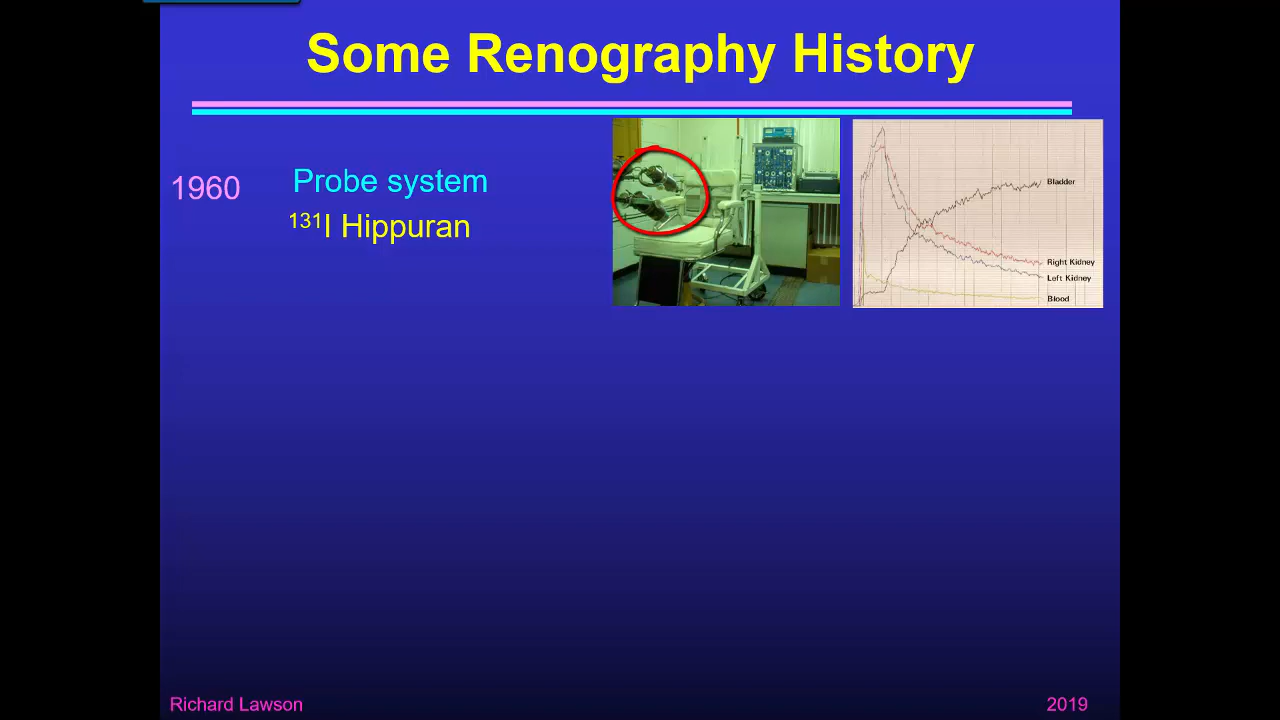 Some Renography History
1960
Probe system
¹³¹I Hippuran
Bladder
Right Kidney
Left Kidney
Blood
Richard Lawson
2019